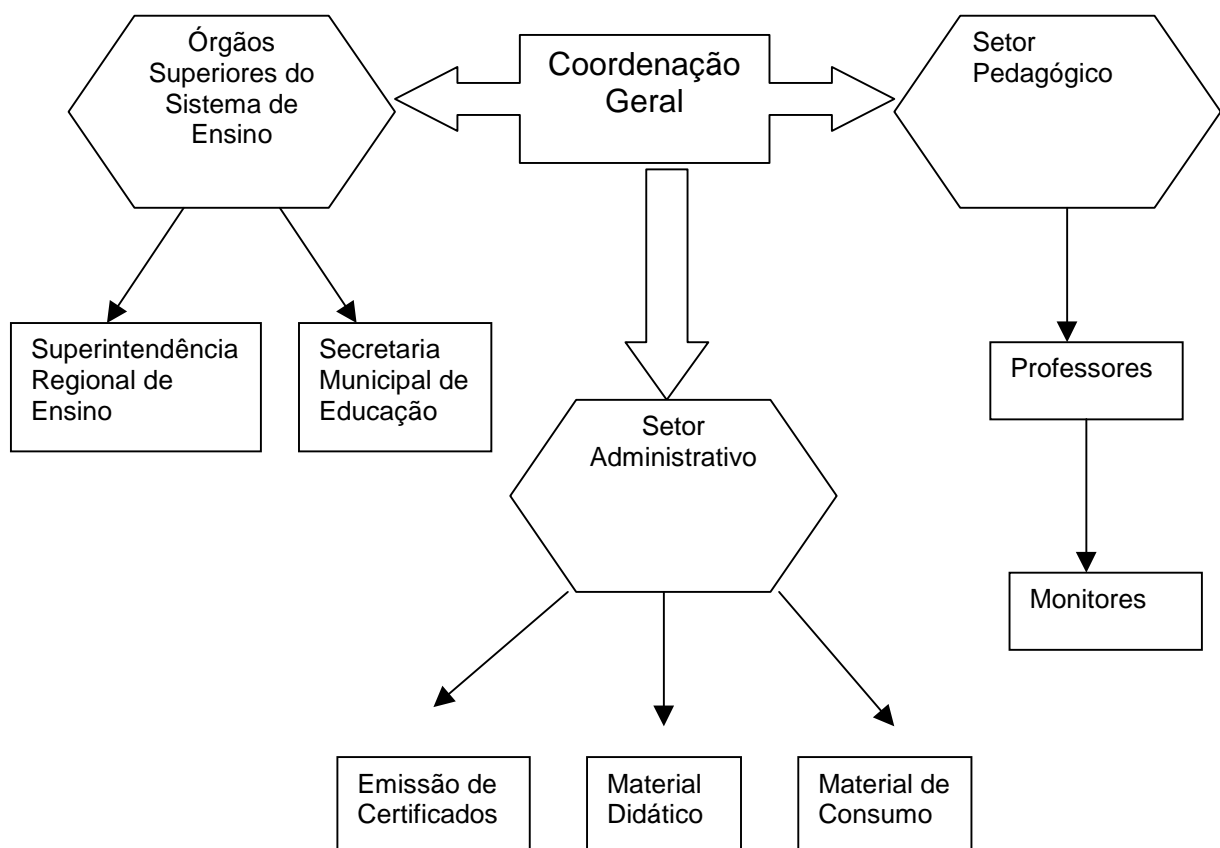 Órgãos
Superiores do
Sistema de
Ensino
Coordenação
Geral
Setor
Pedagógico
Superintendência
Regional de
Ensino
Secretaria
Municipal de
Educação
Professores
Setor
Administrativo
Monitores
Emissão de
Certificados
Material
Didático
Material de
Consumo